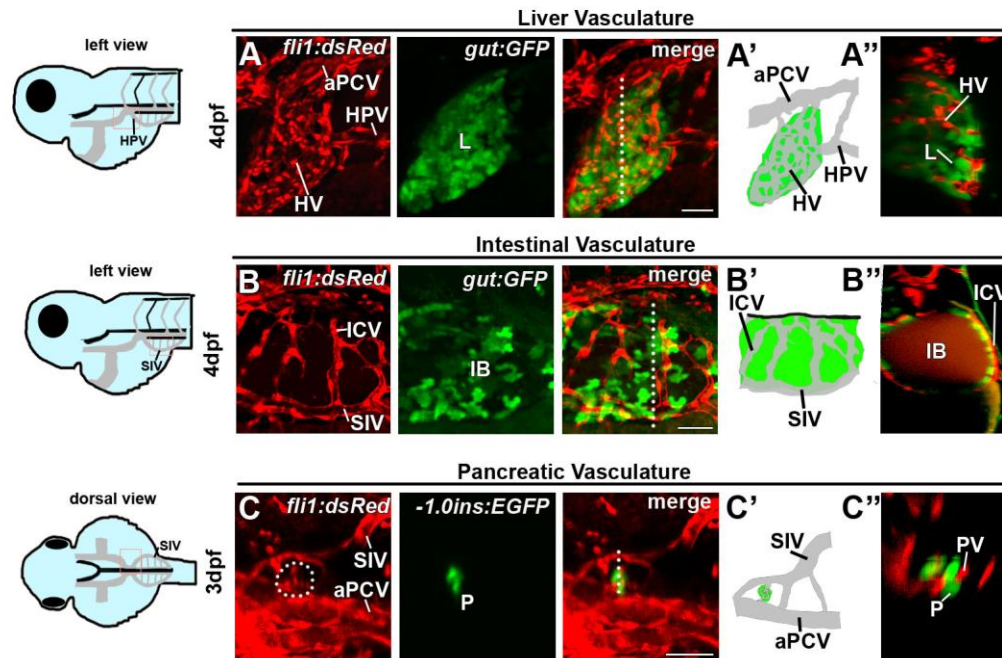 Liver Vasculature
left view
HPV
4dpf
A fli1:dsRed
aPCV
HPV
HV
gut:GFP
L
merge
A'
aPCV
HPV
HV
A"
HV
L
Intestinal Vasculature
left view
SIV
4dpf
B fli1:dsRed
ICV
SIV
gut:GFP
IB
merge
B'
ICV
SIV
B"
ICV
IB
Pancreatic Vasculature
dorsal view
SIV
3dpf
C fli1:dsRed
SIV
aPCV
-1.0ins:EGFP
P
merge
C'
SIV
aPCV
C"
PV
P